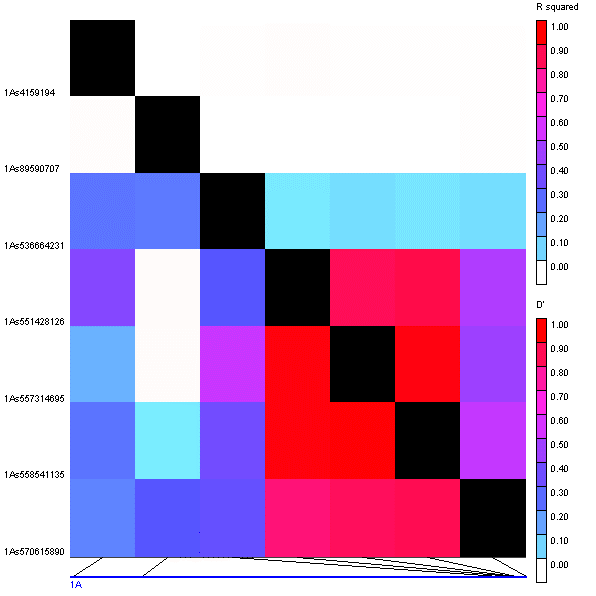 R squared
1.00
0.90
0.80
0.70
0.60
0.50
0.40
0.30
0.20
0.10
0.00
D'
1.00
0.90
0.80
0.70
0.60
0.50
0.40
0.30
0.20
0.10
0.00
1As4159194
1As89590707
1As536664231
1As551428126
1As557314695
1As558541135
1As570615890
1A